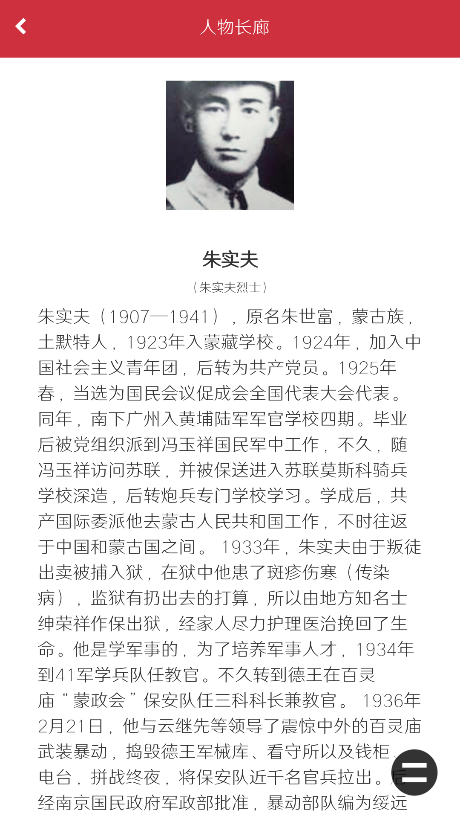 人物长廊
朱实夫
（朱实夫烈士）
朱实夫（1907—1941），原名朱世富，蒙古族，
土默特人，1923年入蒙藏学校。1924年，加入中
国社会主义青年团，后转为共产党员。1925年
春，当选为国民会议促成会全国代表大会代表。
同年，南下广州入黄埔陆军军官学校四期。毕业
后被党组织派到冯玉祥国民军中工作，不久，随
冯玉祥访问苏联，并被保送进入苏联莫斯科骑兵
学校深造，后转炮兵专门学校学习。学成后，共
产国际委派他去蒙古人民共和国工作，不时往返
于中国和蒙古国之间。 1933年，朱实夫由于叛徒
出卖被捕入狱，在狱中他患了斑疹伤寒（传染
病），监狱有扔出去的打算，所以由地方知名士
绅荣祥作保出狱，经家人尽力护理医治挽回了生
命。他是学军事的，为了培养军事人才，1934年
到41军学兵队任教官。不久转到德王在百灵
庙“蒙政会”保安队任三科科长兼教官。 1936年
2月21日，他与云继先等领导了震惊中外的百灵庙
武装暴动，捣毁德王军械库、看守所以及钱柜
电台，拼战终夜，将保安队近千名官兵拉出。
经南京国民政府军政部批准，暴动部队编为绥远